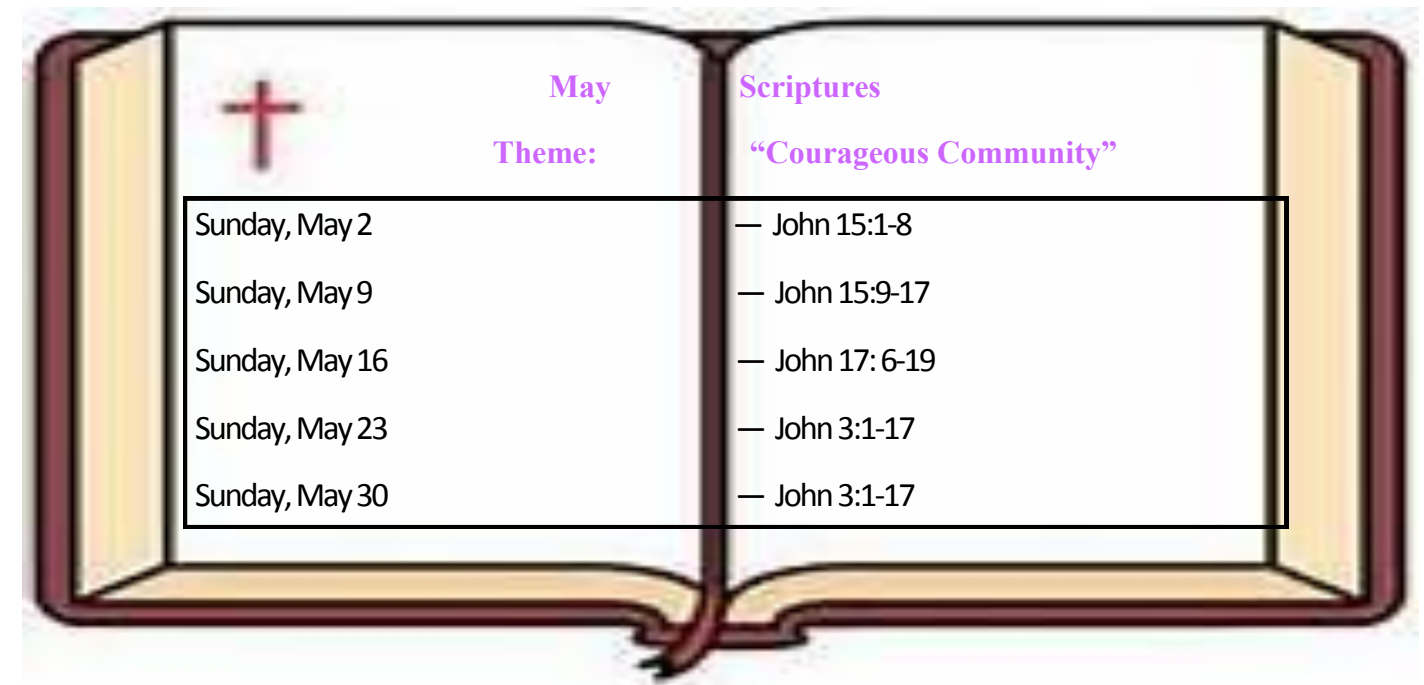 May Scriptures
Theme: “Courageous Community”
Sunday, May 2 — John 15:1-8
Sunday, May 9 — John 15:9-17
Sunday, May 16 — John 17: 6-19
Sunday, May 23 — John 3:1-17
Sunday, May 30 — John 3:1-17